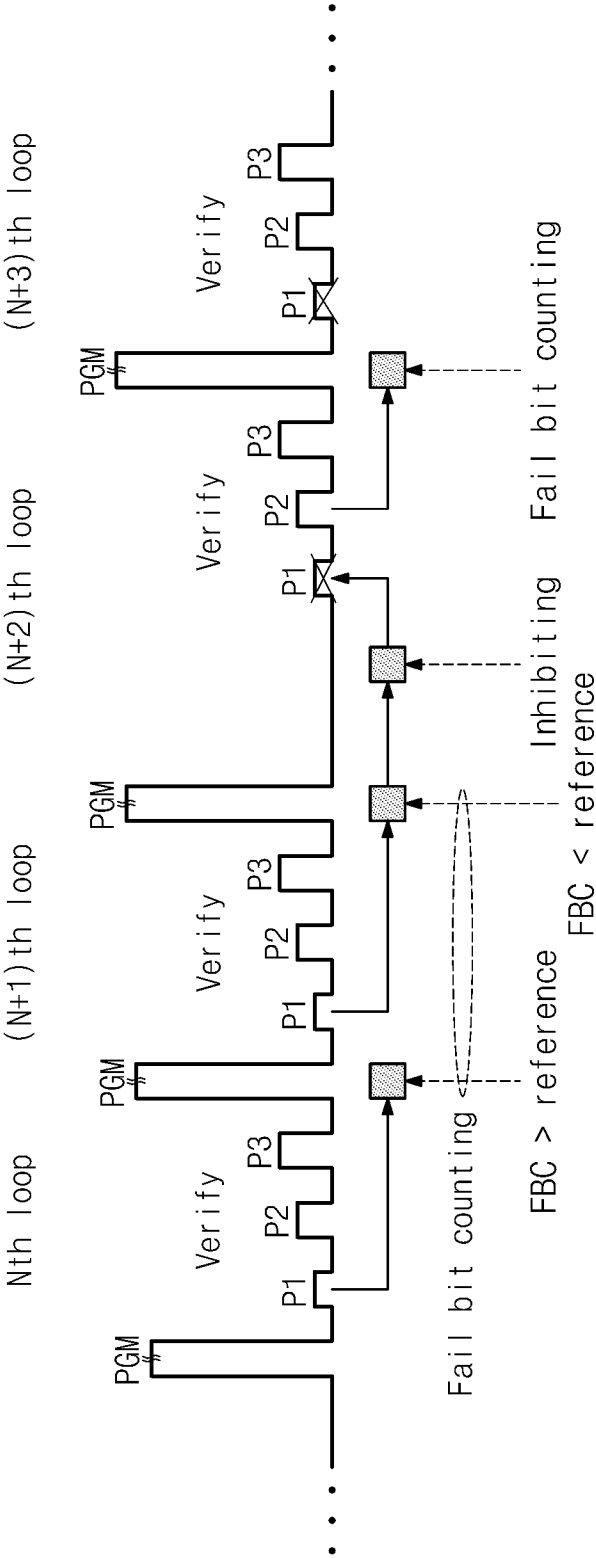 Nth loop
(N+1)th loop
(N+2)th loop
(N+3)th loop
PGM
PGM
PGM
PGM
Verify
Verify
Verify
Verify
P1
P2
P3
P1
P2
P3
P1
P2
P3
P1
P2
P3
Fail bit counting
FBC > reference
FBC < reference
Inhibiting
Fail bit counting